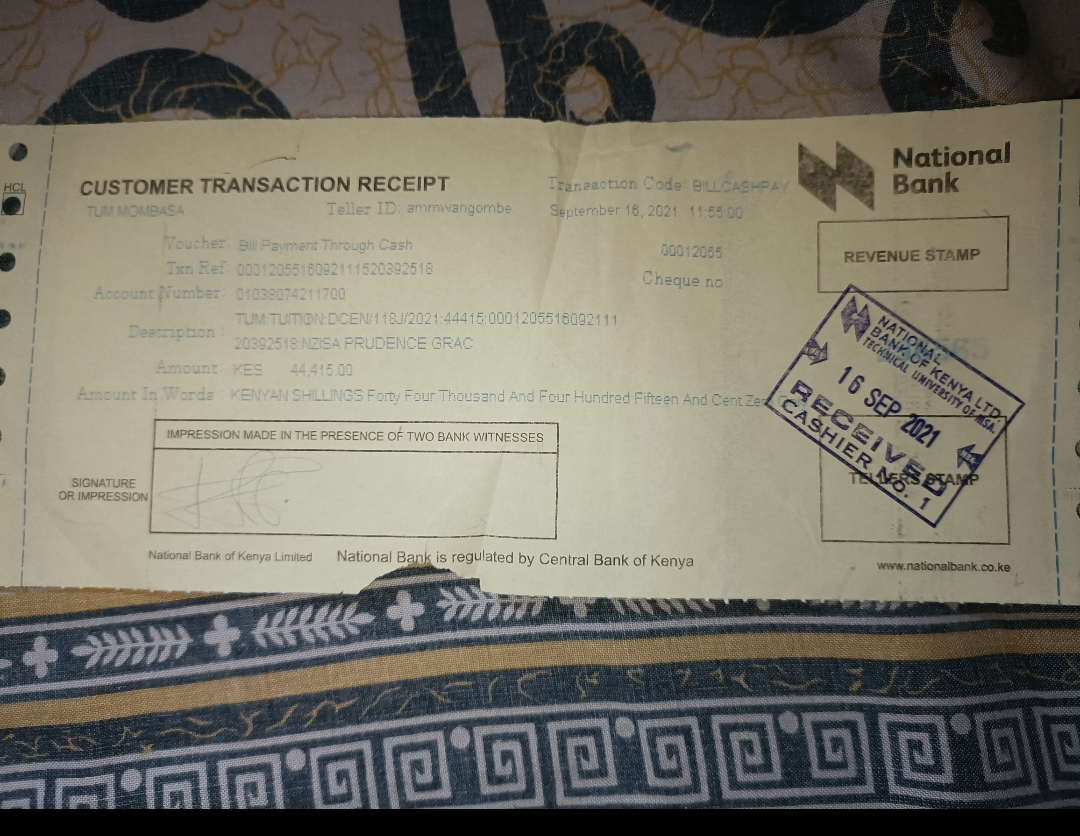 HCL
CUSTOMER TRANSACTION RECEIPT
Transaction Code: BILLCASHPAY
National
Bank
TUM MOMBASA
Teller ID: ammwangombe
September 16, 2021 11:55:00
Voucher: Bill Payment Through Cash
00012055
REVENUE STAMP
Txn Ref: 0001205516092111520392518
Cheque no
Account Number: 01038074211700
Description :
TUM:TUITION:DCEN/118J/2021:44415:0001205516092111
20392518:NZISA PRUDENCE GRAC
Amount: KES 44,415.00
Amount In Words : KENYAN SHILLINGS Forty Four Thousand And Four Hundred Fifteen And Cent Zero
NATIONAL
BANK OF KENYA LTD.
TECHNICAL UNIVERSITY OF MSA.
16 SEP 2021
RECEIVED
CASHIER NO. 1
TELLERS STAMP
IMPRESSION MADE IN THE PRESENCE OF TWO BANK WITNESSES
SIGNATURE
OR IMPRESSION
National Bank of Kenya Limited
National Bank is regulated by Central Bank of Kenya
www.nationalbank.co.ke